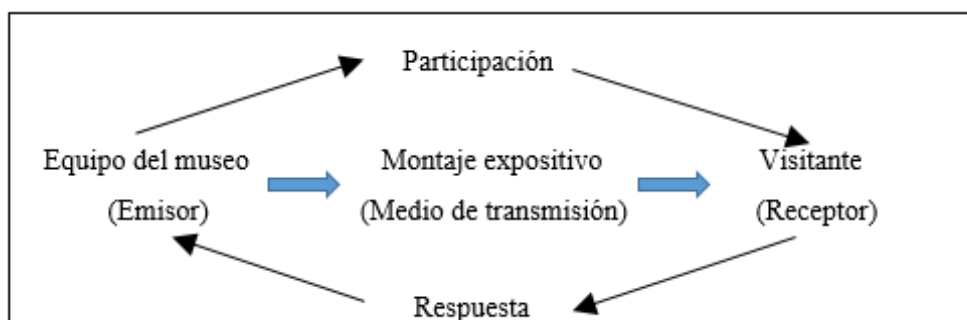 Participación
Equipo del museo
(Emisor)
Montaje expositivo
(Medio de transmisión)
Visitante
(Receptor)
Respuesta